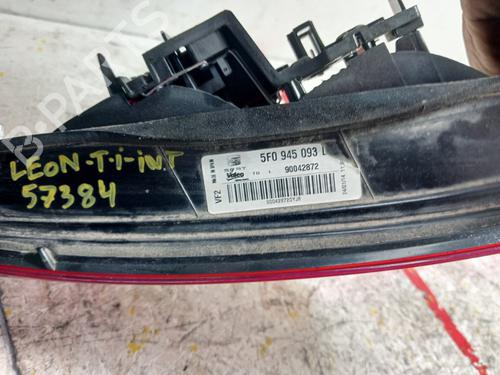 B-PARTS
LEON-T-i-iNT
57384
5F0 945 093
Valeo
90042872
VF2